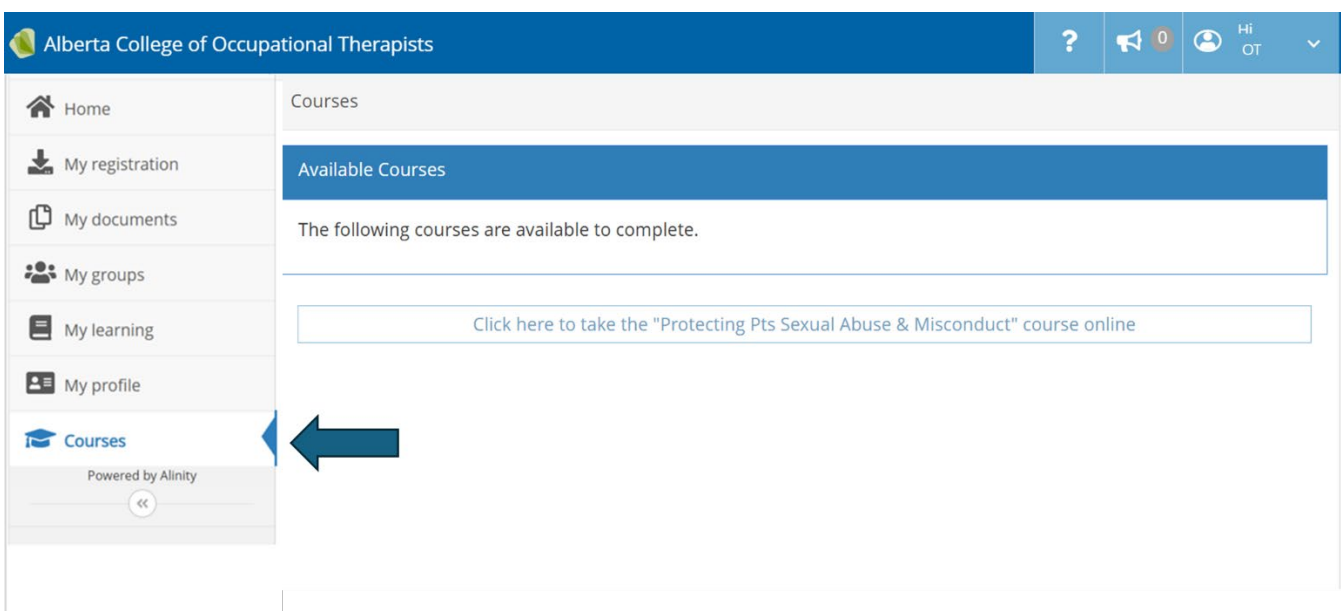 Alberta College of Occupational Therapists
?
0
Hi
OT
Home
My registration
My documents
My groups
My learning
My profile
Courses
Powered by Alinity
Courses
Available Courses
The following courses are available to complete.
Click here to take the "Protecting Pts Sexual Abuse & Misconduct" course online